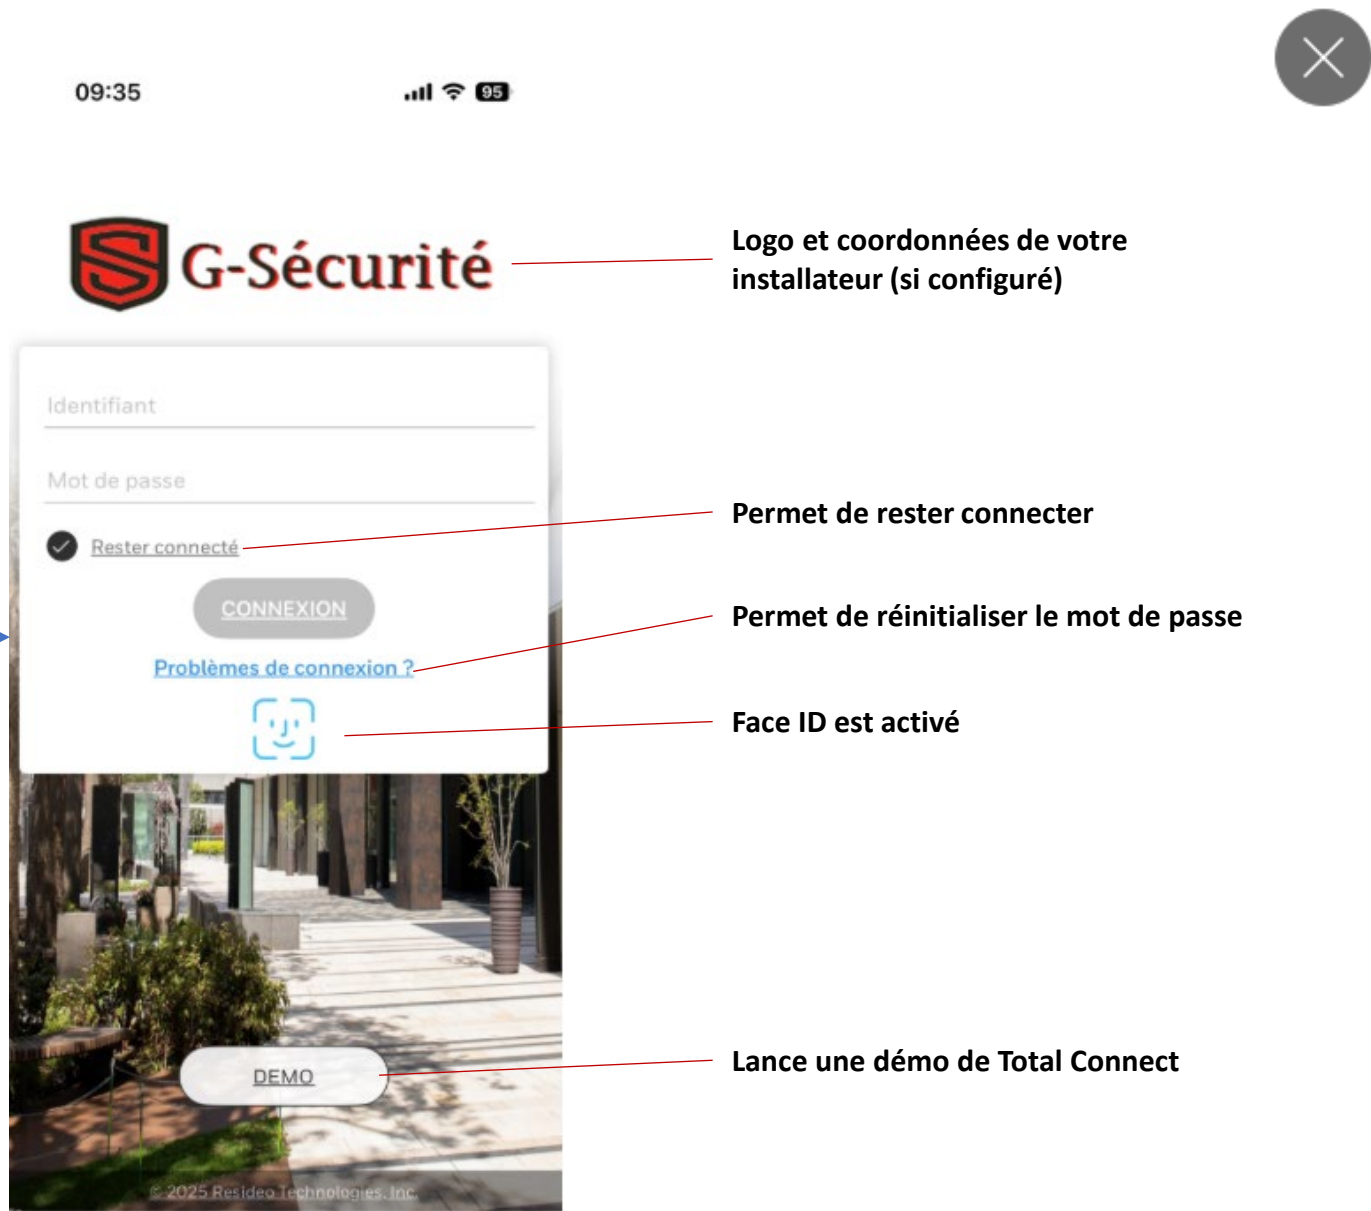 09:35
95
G-Sécurité
Logo et coordonnées de votre
installateur (si configuré)
Identifiant
Mot de passe
Rester connecté
Permet de rester connecter
CONNEXION
Permet de réinitialiser le mot de passe
Problèmes de connexion ?
Face ID est activé
DEMO
Lance une démo de Total Connect
© 2025 Resideo Technologies, Inc.